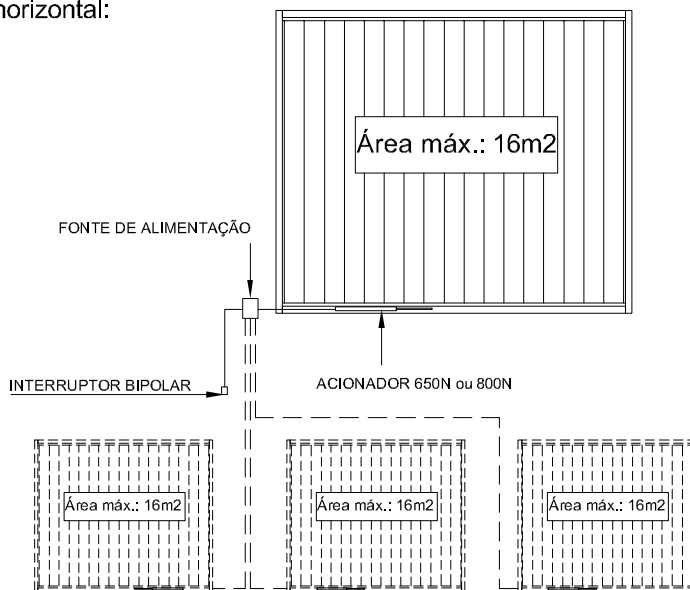 horizontal:
Área máx.: 16m2
FONTE DE ALIMENTAÇÃO
INTERRUPTOR BIPOLAR
ACIONADOR 650N ou 800N
Área máx.: 16m2
Área máx.: 16m2
Área máx.: 16m2